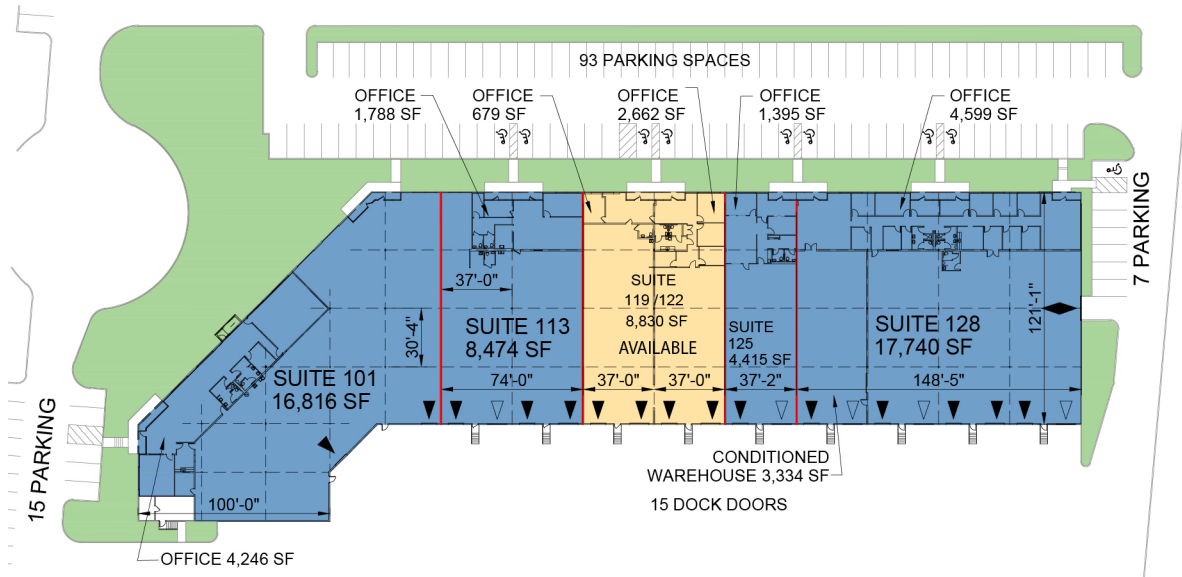 93 PARKING SPACES
OFFICE
1,788 SF
OFFICE
679 SF
OFFICE
2,662 SF
OFFICE
1,395 SF
OFFICE
4,599 SF
7 PARKING
37'-0"
30'-4"
SUITE 113
8,474 SF
74'-0"
SUITE
119 /122
8,830 SF
AVAILABLE
37'-0"
37'-0"
SUITE
125
4,415 SF
37'-2"
SUITE 128
17,740 SF
148'-5"
121'-1"
SUITE 101
16,816 SF
15 PARKING
100'-0"
OFFICE 4,246 SF
CONDITIONED
WAREHOUSE 3,334 SF
15 DOCK DOORS